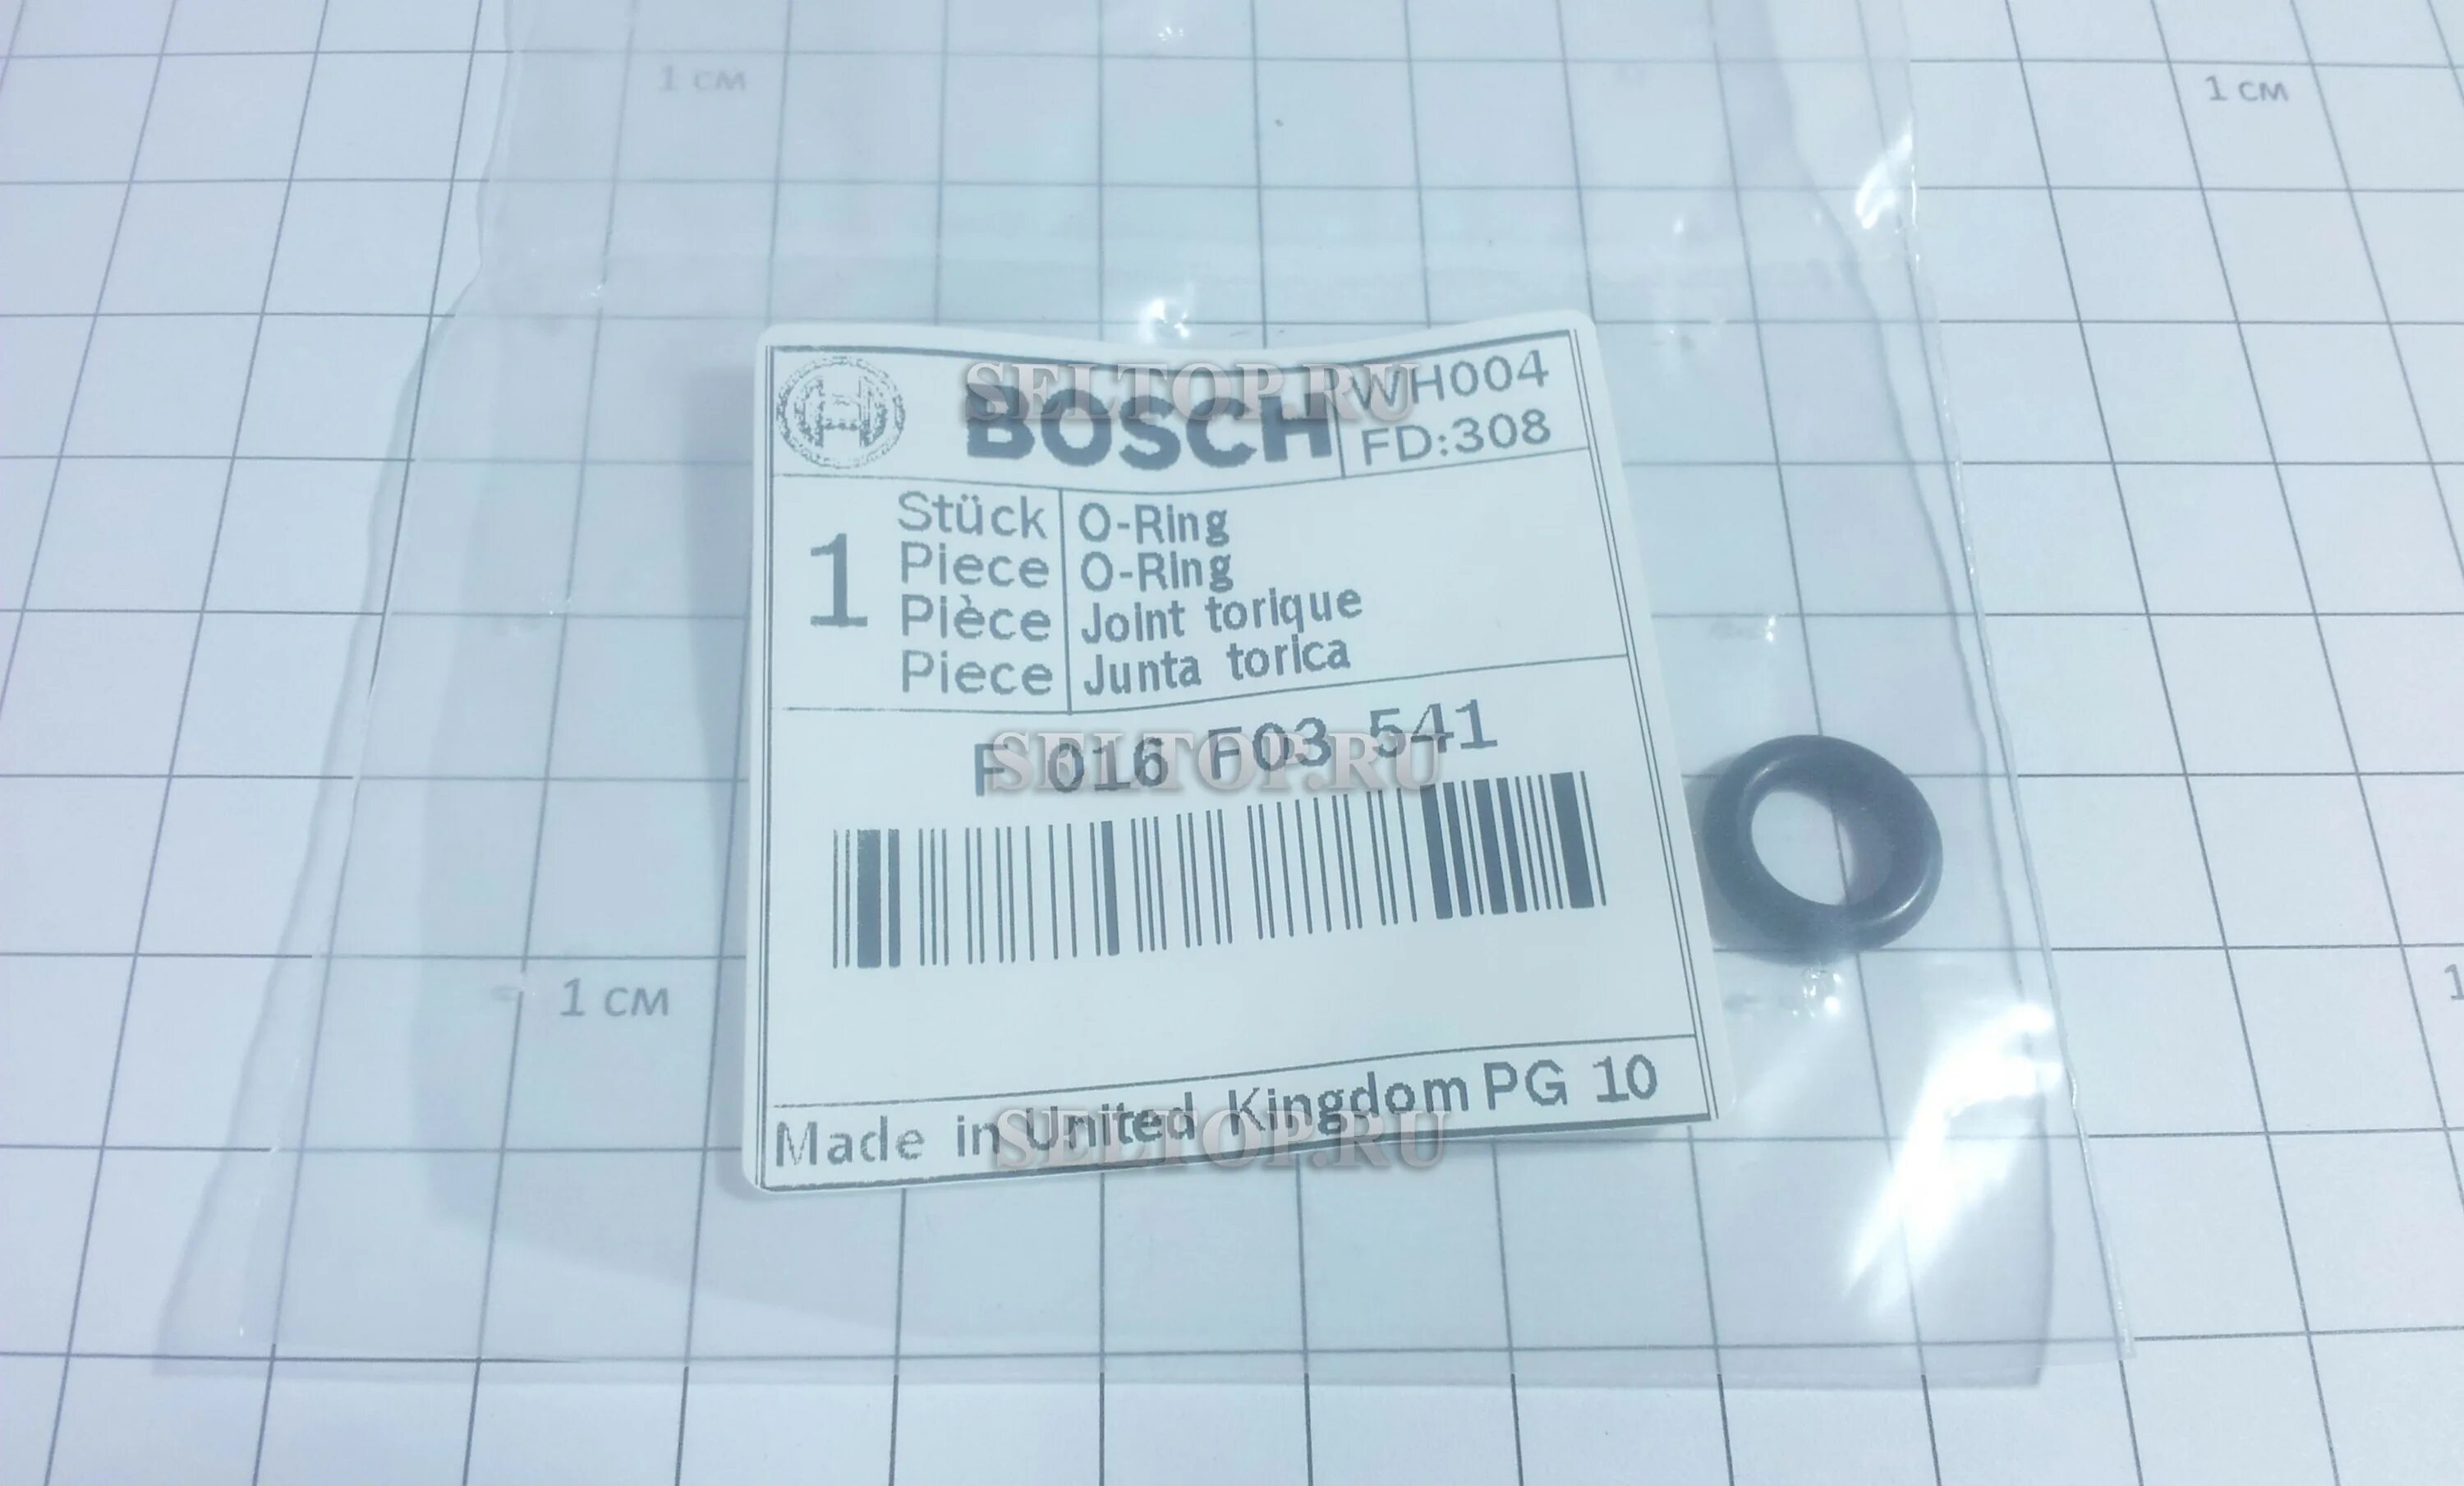 1 см
1 см
BOSCH
WH004
FD:308
SELTOP.RU
1
Stück O-Ring
Piece O-Ring
Pièce Joint torique
Piece Junta torica
F 016 F03 541
SELTOP.RU
1 см
1
Made in United Kingdom PG 10
SELTOP.RU